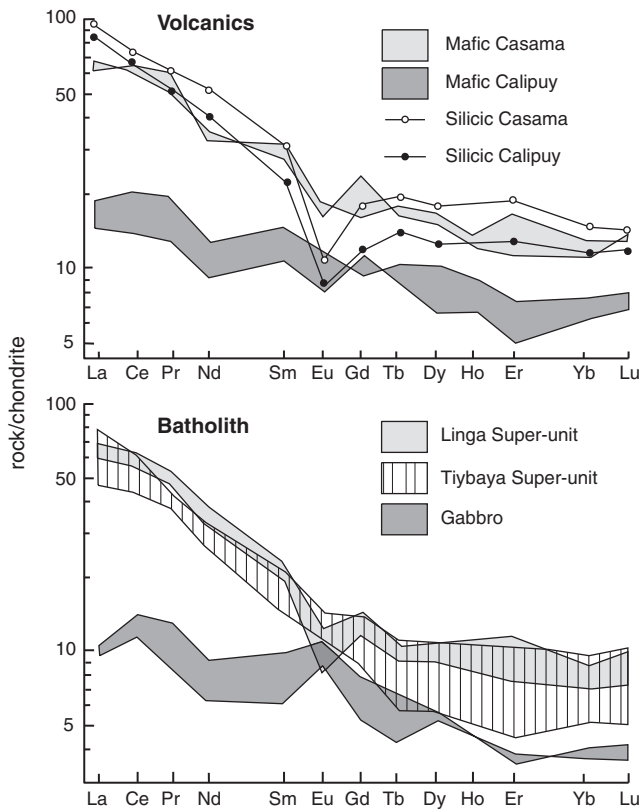 Volcanics
100
50
10
5
Mafic Casama
Mafic Calipuy
Silicic Casama
Silicic Calipuy
La Ce Pr Nd Sm Eu Gd Tb Dy Ho Er Yb Lu
rock/chondrite
Batholith
100
50
10
5
Linga Super-unit
Tiybaya Super-unit
Gabbro
La Ce Pr Nd Sm Eu Gd Tb Dy Ho Er Yb Lu